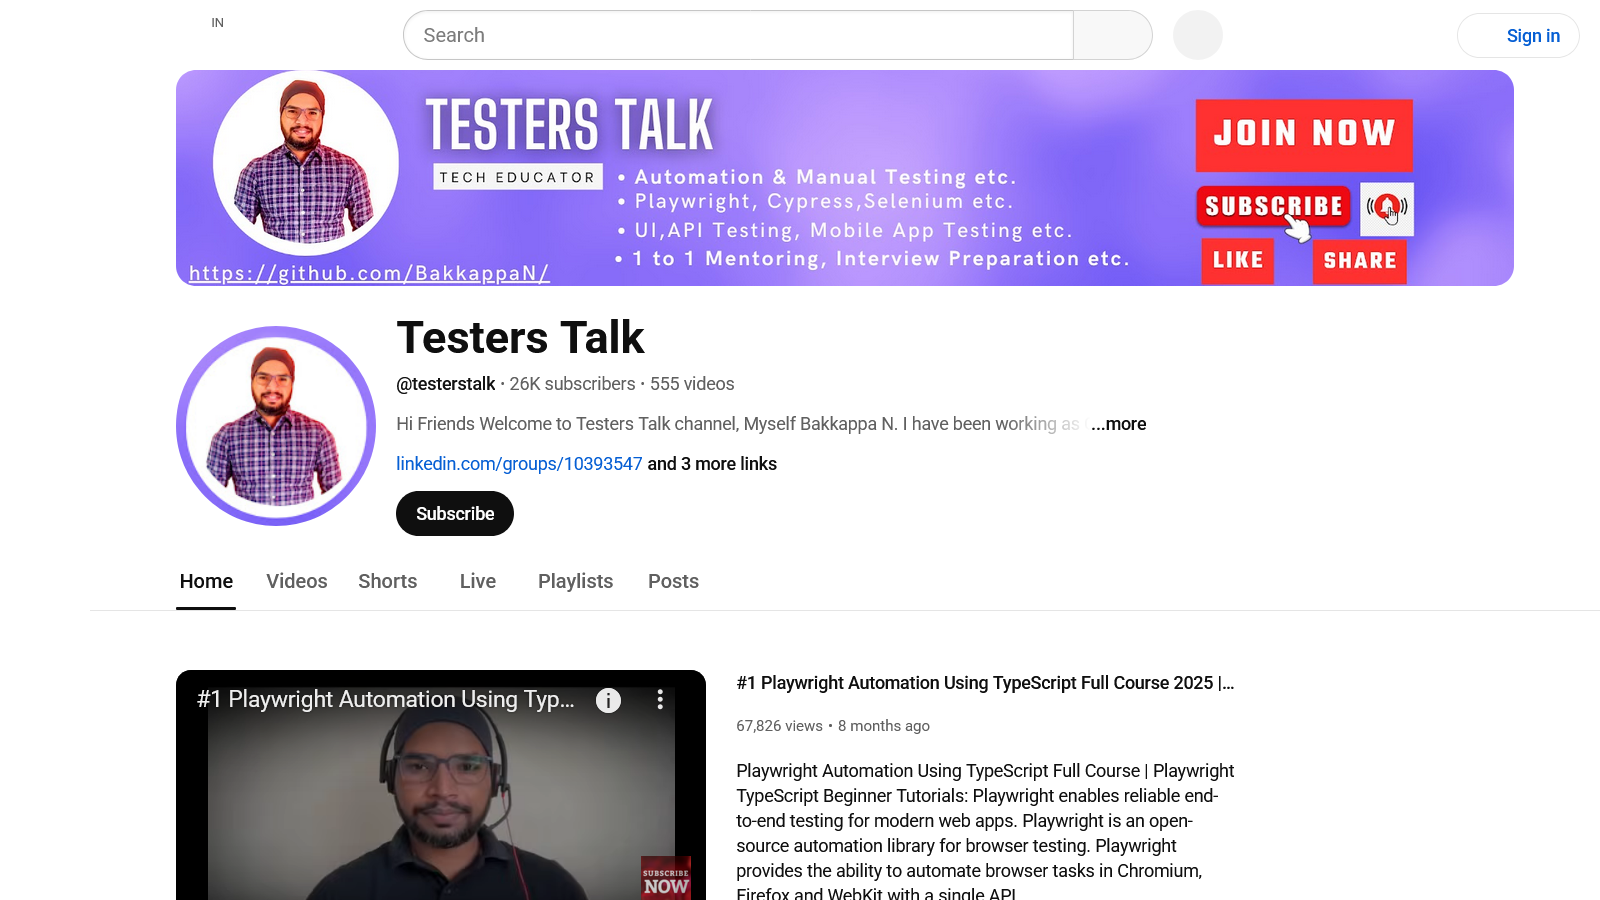 IN
Search
Sign in
TESTERS TALK
TECH EDUCATOR
• Automation & Manual Testing etc.
• Playwright, Cypress,Selenium etc.
• UI,API Testing, Mobile App Testing etc.
• 1 to 1 Mentoring, Interview Preparation etc.
https://github.com/BakkappaN/
JOIN NOW
SUBSCRIBE
LIKE
SHARE
Testers Talk
@testerstalk • 26K subscribers • 555 videos
Hi Friends Welcome to Testers Talk channel, Myself Bakkappa N. I have been working as ...more
linkedin.com/groups/10393547 and 3 more links
Subscribe
Home Videos Shorts Live Playlists Posts
#1 Playwright Automation Using Typ...
SUBSCRIBE
NOW
#1 Playwright Automation Using TypeScript Full Course 2025 |...
67,826 views • 8 months ago
Playwright Automation Using TypeScript Full Course | Playwright
TypeScript Beginner Tutorials: Playwright enables reliable end-
to-end testing for modern web apps. Playwright is an open-
source automation library for browser testing. Playwright
provides the ability to automate browser tasks in Chromium,
Firefox and WebKit with a single API